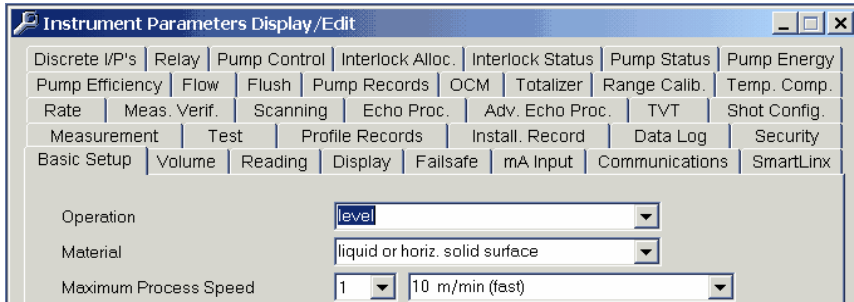 Instrument Parameters Display/Edit
Discrete I/P's Relay Pump Control Interlock Alloc. Interlock Status Pump Status Pump Energy
Pump Efficiency Flow Flush Pump Records OCM Totalizer Range Calib. Temp. Comp.
Rate Meas. Verif. Scanning Echo Proc. Adv. Echo Proc. TVT Shot Config.
Measurement Test Profile Records Install. Record Data Log Security
Basic Setup Volume Reading Display Failsafe mA Input Communications SmartLinx
Operation level
Material liquid or horiz. solid surface
Maximum Process Speed 1 10 m/min (fast)